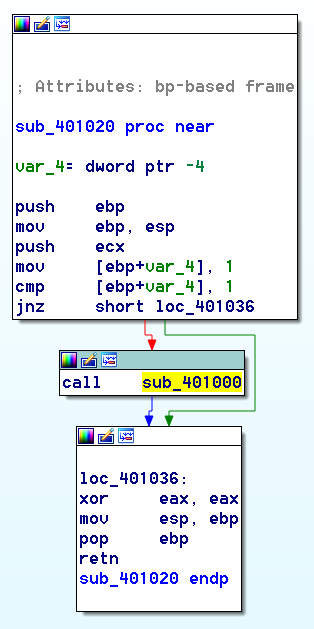 ; Attributes: bp-based frame
sub_401020 proc near
var_4= dword ptr -4
push    ebp
mov     ebp, esp
push    ecx
mov     [ebp+var_4], 1
cmp     [ebp+var_4], 1
jnz     short loc_401036
call    sub_401000
loc_401036:
xor     eax, eax
mov     esp, ebp
pop     ebp
retn
sub_401020 endp